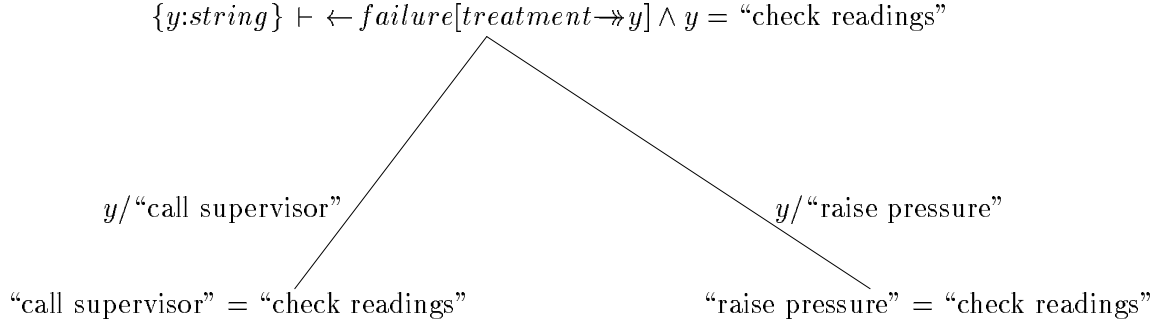 {y:string} ⊢ ← failure[treatment↠y] ∧ y = “check readings”
y/“call supervisor” y/“raise pressure”
“call supervisor” = “check readings” “raise pressure” = “check readings”